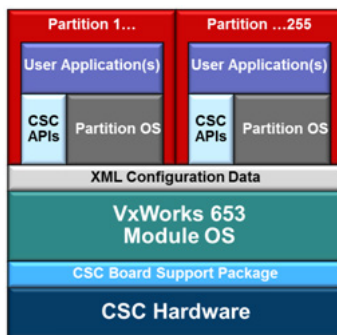 Partition 1...
Partition ...255
User Application(s)
User Application(s)
CSC
APIs
Partition OS
CSC
APIs
Partition OS
XML Configuration Data
VxWorks 653
Module OS
CSC Board Support Package
CSC Hardware